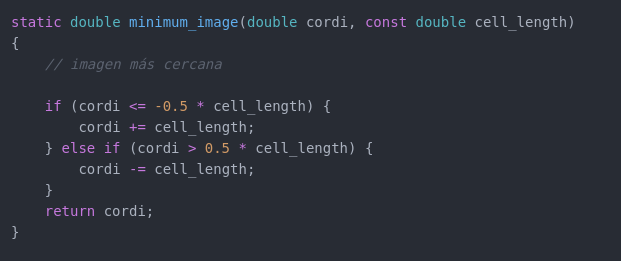 static double minimum_image(double cordi, const double cell_length)
{
    // imagen más cercana

    if (cordi <= -0.5 * cell_length) {
        cordi += cell_length;
    } else if (cordi > 0.5 * cell_length) {
        cordi -= cell_length;
    }
    return cordi;
}